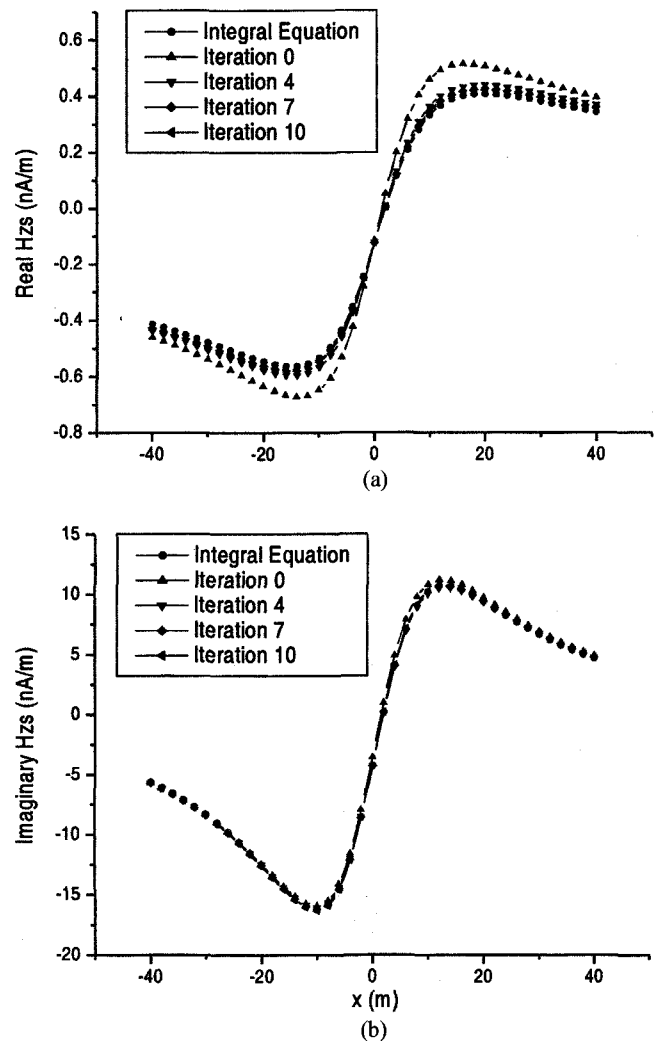 Integral Equation
Iteration 0
Iteration 4
Iteration 7
Iteration 10
Real Hzs (nA/m)
0.6
0.4
0.2
0.0
-0.2
-0.4
-0.6
-0.8
-40
-20
0
20
40
(a)
Integral Equation
Iteration 0
Iteration 4
Iteration 7
Iteration 10
Imaginary Hzs (nA/m)
15
10
5
0
-5
-10
-15
-20
-40
-20
0
20
40
x (m)
(b)